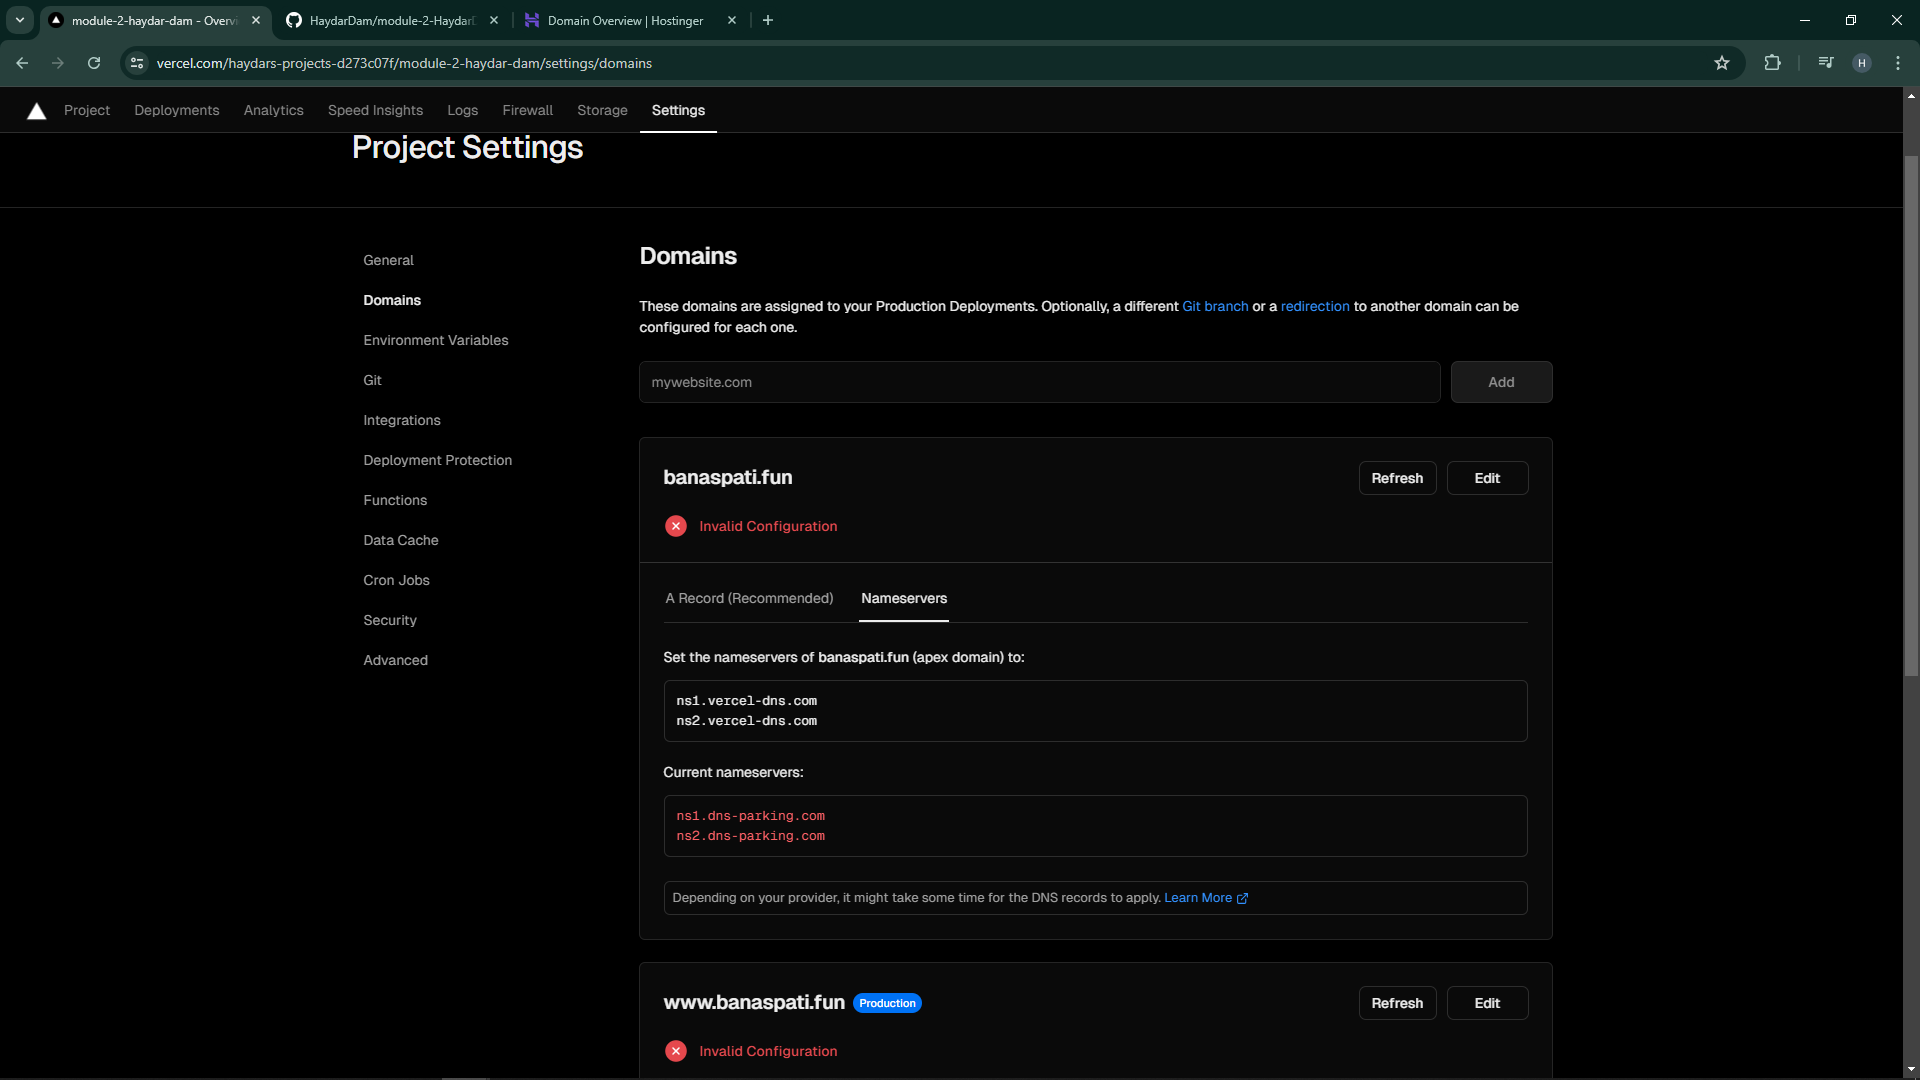 module-2-haydar-dam - Overvi
HaydarDam/module-2-HaydarD
Domain Overview | Hostinger
vercel.com/haydars-projects-d273c07f/module-2-haydar-dam/settings/domains
H
Project
Deployments
Analytics
Speed Insights
Logs
Firewall
Storage
Settings
Project Settings
General
Domains
Environment Variables
Git
Integrations
Deployment Protection
Functions
Data Cache
Cron Jobs
Security
Advanced
Domains
These domains are assigned to your Production Deployments. Optionally, a different Git branch or a redirection to another domain can be
configured for each one.
mywebsite.com
Add
banaspati.fun
Refresh
Edit
Invalid Configuration
A Record (Recommended)
Nameservers
Set the nameservers of banaspati.fun (apex domain) to:
ns1.vercel-dns.com
ns2.vercel-dns.com
Current nameservers:
ns1.dns-parking.com
ns2.dns-parking.com
Depending on your provider, it might take some time for the DNS records to apply. Learn More
www.banaspati.fun
Production
Refresh
Edit
Invalid Configuration